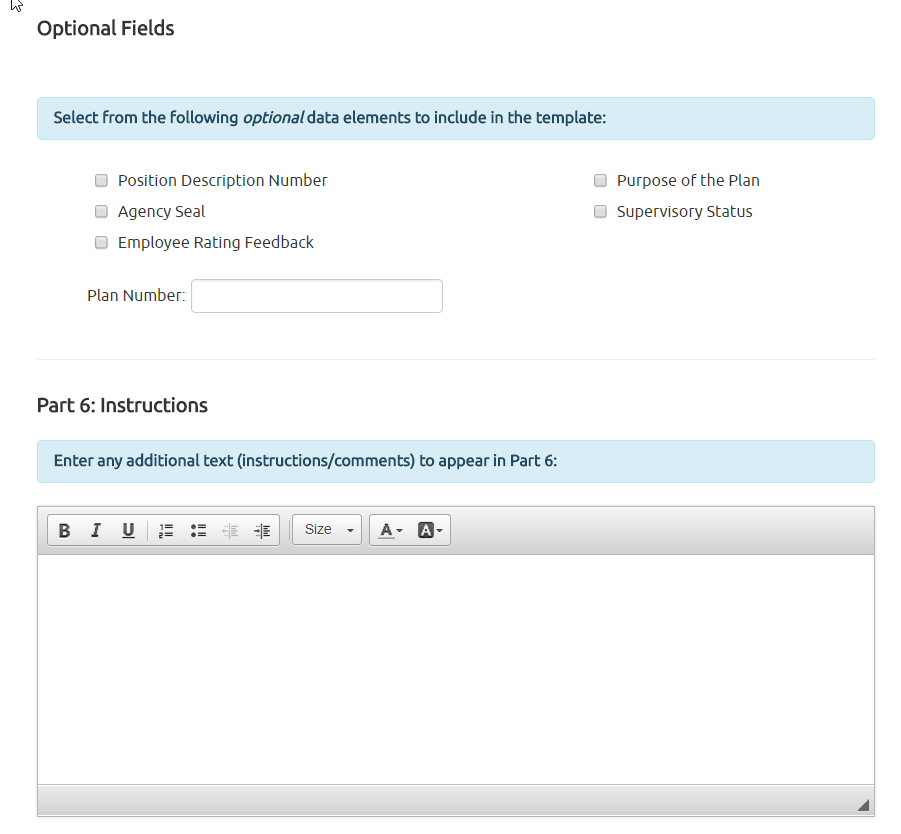 Optional Fields
Select from the following optional data elements to include in the template:
Position Description Number
Purpose of the Plan
Agency Seal
Supervisory Status
Employee Rating Feedback
Plan Number:
Part 6: Instructions
Enter any additional text (instructions/comments) to appear in Part 6:
B I U Size A A